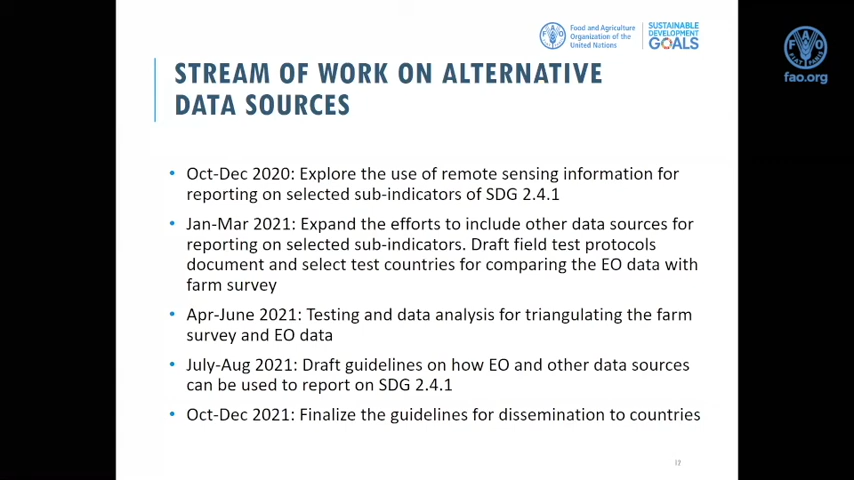 Food and Agriculture
Organization of the
United Nations
SUSTAINABLE
DEVELOPMENT
GOALS
FAO
FIAT PANIS
fao.org
STREAM OF WORK ON ALTERNATIVE
DATA SOURCES
• Oct-Dec 2020: Explore the use of remote sensing information for
reporting on selected sub-indicators of SDG 2.4.1
• Jan-Mar 2021: Expand the efforts to include other data sources for
reporting on selected sub-indicators. Draft field test protocols
document and select test countries for comparing the EO data with
farm survey
• Apr-June 2021: Testing and data analysis for triangulating the farm
survey and EO data
• July-Aug 2021: Draft guidelines on how EO and other data sources
can be used to report on SDG 2.4.1
• Oct-Dec 2021: Finalize the guidelines for dissemination to countries